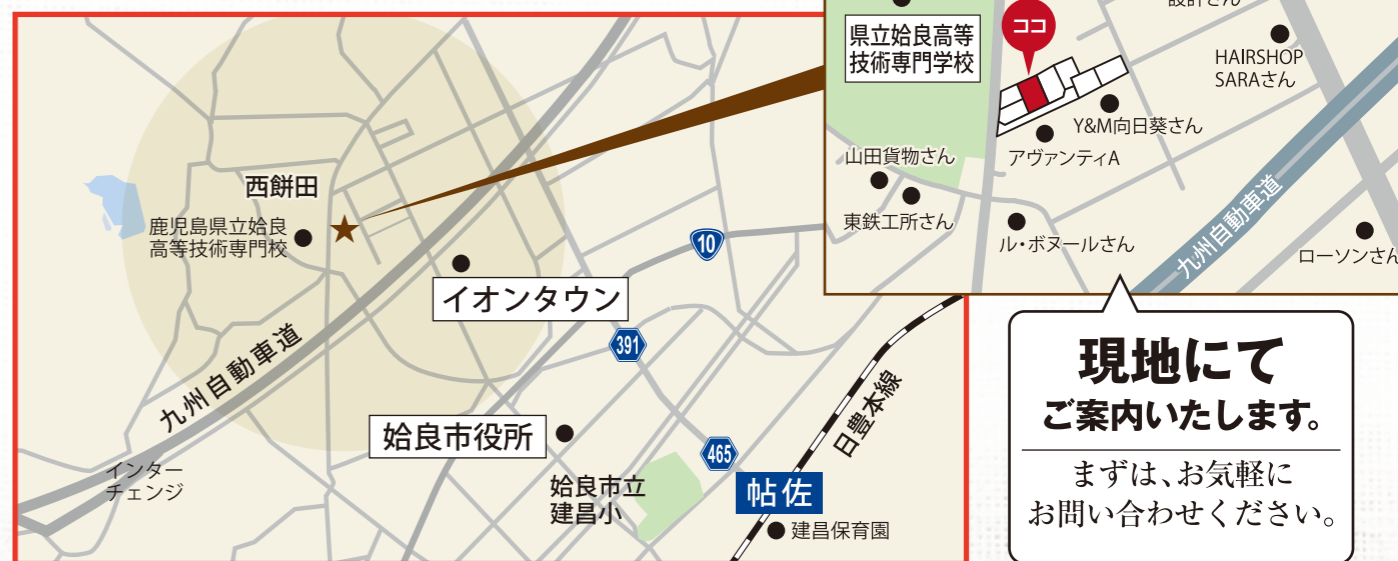 西餅田
鹿児島県立姶良
高等技術専門校
イオンタウン
10
391
九州自動車道
インター
チェンジ
姶良市役所
465
日豊本線
姶良市立
建昌小
帖佐
建昌保育園
設計さん
県立姶良高等
技術専門学校
ココ
HAIRSHOP
SARAさん
Y&M向日葵さん
アヴァンティA
山田貨物さん
東鉄工所さん
ル・ボヌールさん
九州自動車道
ローソンさん
現地にて
ご案内いたします。
まずは、お気軽に
お問い合わせください。